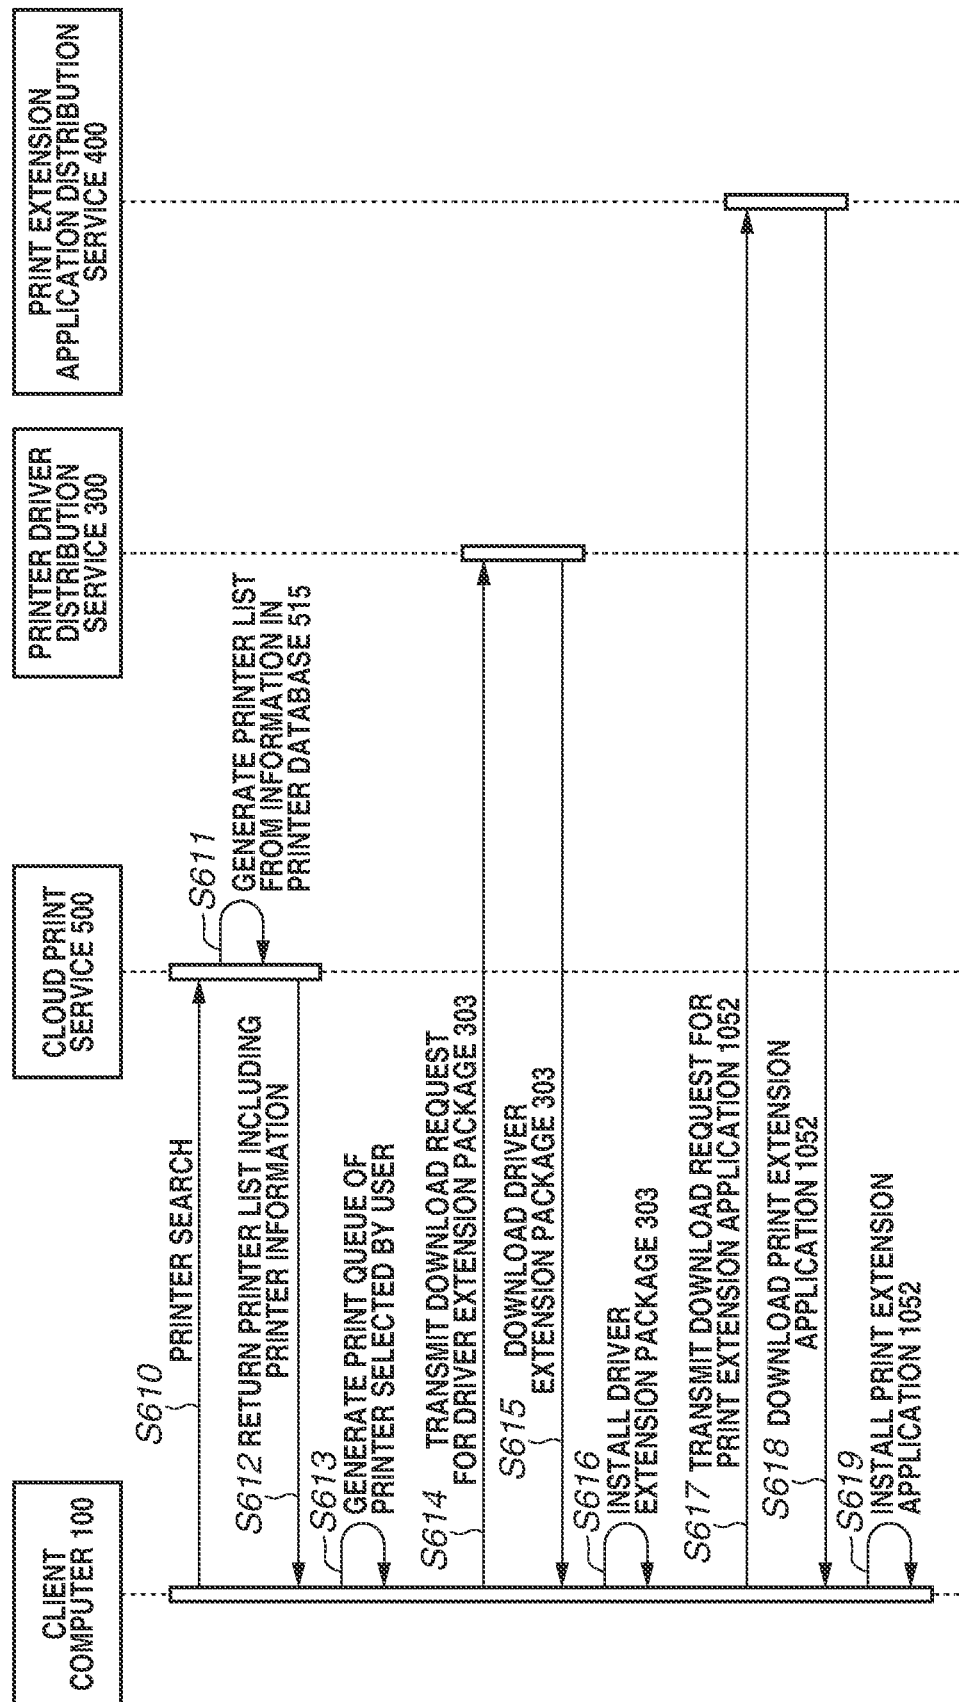 CLIENT
COMPUTER 100
CLOUD PRINT
SERVICE 500
PRINTER DRIVER
DISTRIBUTION
SERVICE 300
PRINT EXTENSION
APPLICATION DISTRIBUTION
SERVICE 400
S610
PRINTER SEARCH
S611
GENERATE PRINTER LIST
FROM INFORMATION IN
PRINTER DATABASE 515
S612 RETURN PRINTER LIST INCLUDING
PRINTER INFORMATION
S613
GENERATE PRINT QUEUE OF
PRINTER SELECTED BY USER
S614
TRANSMIT DOWNLOAD REQUEST
FOR DRIVER EXTENSION PACKAGE 303
S615
DOWNLOAD DRIVER
EXTENSION PACKAGE 303
S616
INSTALL DRIVER
EXTENSION PACKAGE 303
S617 TRANSMIT DOWNLOAD REQUEST FOR
PRINT EXTENSION APPLICATION 1052
S618 DOWNLOAD PRINT EXTENSION
APPLICATION 1052
S619
INSTALL PRINT EXTENSION
APPLICATION 1052